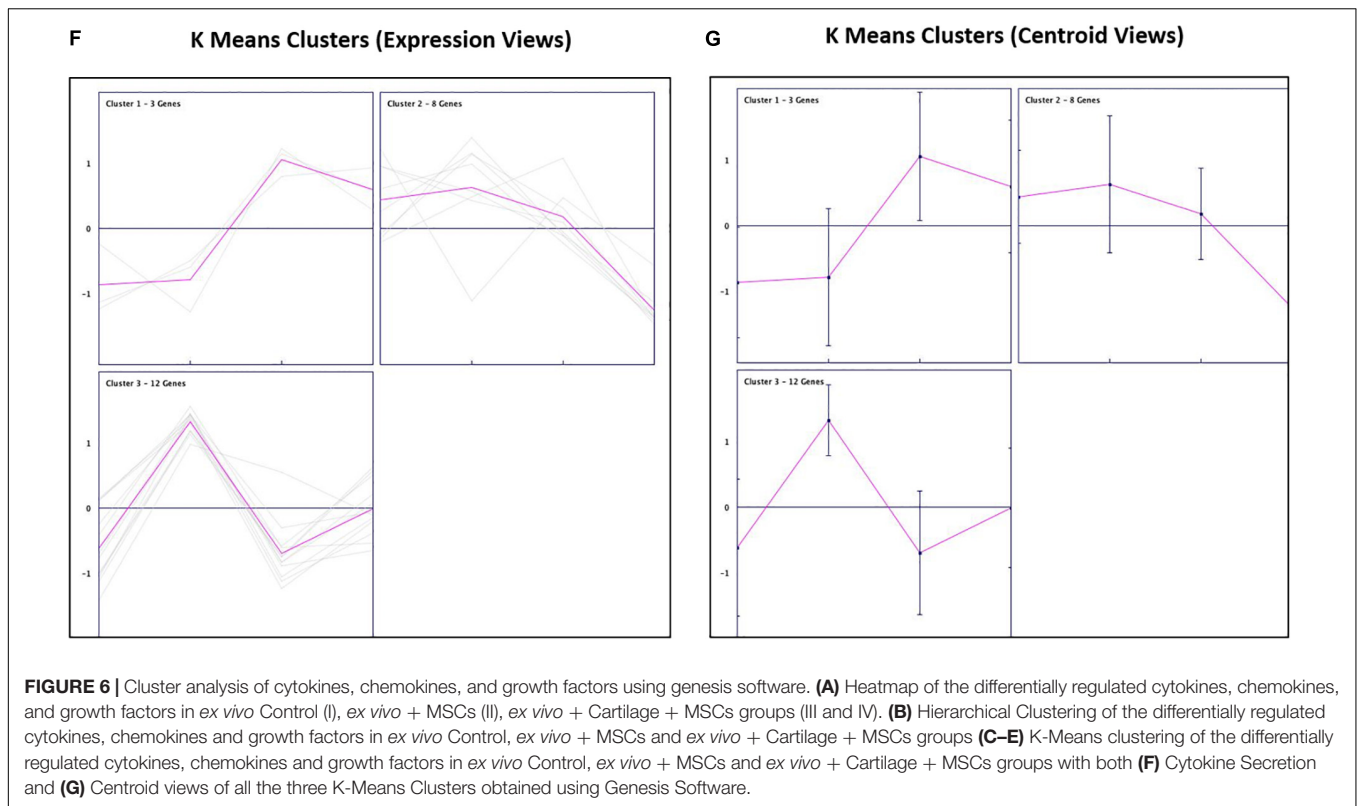 F
K Means Clusters (Expression Views)
Cluster 1 – 3 Genes
Cluster 2 – 8 Genes
1
0
-1
Cluster 3 – 12 Genes
1
0
-1
G
K Means Clusters (Centroid Views)
Cluster 1 – 3 Genes
Cluster 2 – 8 Genes
1
0
-1
Cluster 3 – 12 Genes
1
0
-1
FIGURE 6 | Cluster analysis of cytokines, chemokines, and growth factors using genesis software. (A) Heatmap of the differentially regulated cytokines, chemokines,
and growth factors in ex vivo Control (I), ex vivo + MSCs (II), ex vivo + Cartilage + MSCs groups (III and IV). (B) Hierarchical Clustering of the differentially regulated
cytokines, chemokines and growth factors in ex vivo Control, ex vivo + MSCs and ex vivo + Cartilage + MSCs groups (C–E) K-Means clustering of the differentially
regulated cytokines, chemokines and growth factors in ex vivo Control, ex vivo + MSCs and ex vivo + Cartilage + MSCs groups with both (F) Cytokine Secretion
and (G) Centroid views of all the three K-Means Clusters obtained using Genesis Software.